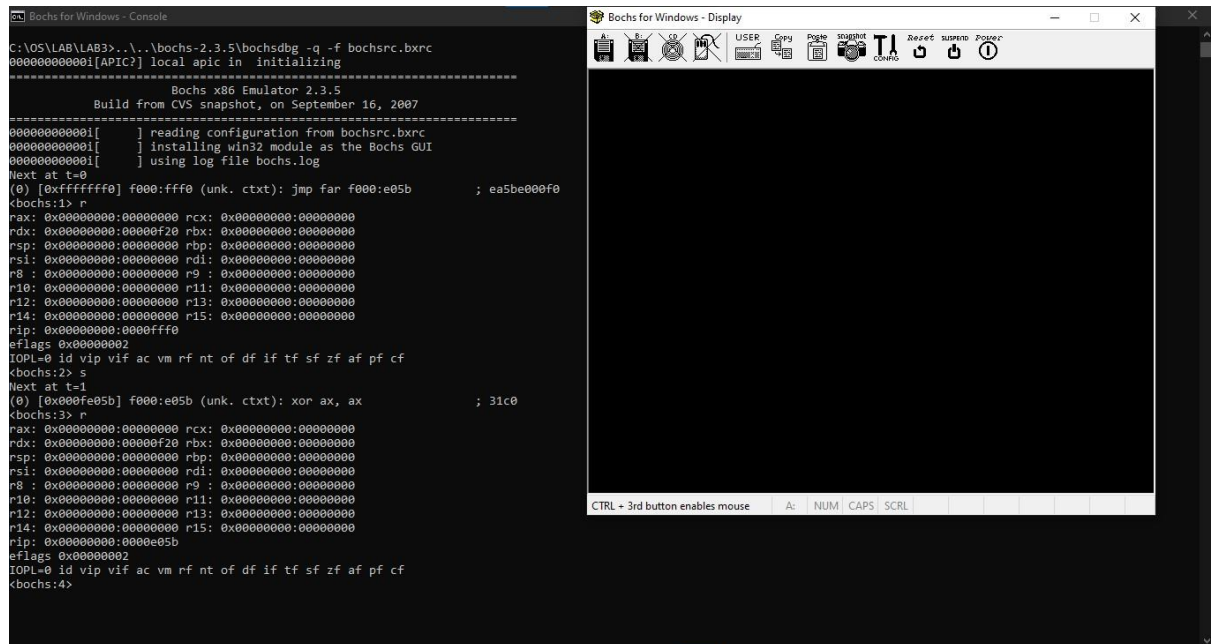 Bochs for Windows - Console
C:\OS\LAB\LAB3>..\..\bochs-2.3.5\bochsdbg -q -f bochsrc.bxrc
00000000000i[APIC?] local apic in  initializing
========================================================================
Bochs x86 Emulator 2.3.5
Build from CVS snapshot, on September 16, 2007
========================================================================
00000000000i[     ] reading configuration from bochsrc.bxrc
00000000000i[     ] installing win32 module as the Bochs GUI
00000000000i[     ] using log file bochs.log
Next at t=0
(0) [0xfffffff0] f000:fff0 (unk. ctxt): jmp far f000:e05b          ; ea5be000f0
<bochs:1> r
rax: 0x00000000:00000000 rcx: 0x00000000:00000000
rdx: 0x00000000:00000f20 rbx: 0x00000000:00000000
rsp: 0x00000000:00000000 rbp: 0x00000000:00000000
rsi: 0x00000000:00000000 rdi: 0x00000000:00000000
r8 : 0x00000000:00000000 r9 : 0x00000000:00000000
r10: 0x00000000:00000000 r11: 0x00000000:00000000
r12: 0x00000000:00000000 r13: 0x00000000:00000000
r14: 0x00000000:00000000 r15: 0x00000000:00000000
rip: 0x00000000:0000fff0
eflags 0x00000002
IOPL=0 id vip vif ac vm rf nt of df if tf sf zf af pf cf
<bochs:2> s
Next at t=1
(0) [0x000fe05b] f000:e05b (unk. ctxt): xor ax, ax                 ; 31c0
<bochs:3> r
rax: 0x00000000:00000000 rcx: 0x00000000:00000000
rdx: 0x00000000:00000f20 rbx: 0x00000000:00000000
rsp: 0x00000000:00000000 rbp: 0x00000000:00000000
rsi: 0x00000000:00000000 rdi: 0x00000000:00000000
r8 : 0x00000000:00000000 r9 : 0x00000000:00000000
r10: 0x00000000:00000000 r11: 0x00000000:00000000
r12: 0x00000000:00000000 r13: 0x00000000:00000000
r14: 0x00000000:00000000 r15: 0x00000000:00000000
rip: 0x00000000:0000e05b
eflags 0x00000002
IOPL=0 id vip vif ac vm rf nt of df if tf sf zf af pf cf
<bochs:4>
Bochs for Windows - Display
A: B: CD USER Copy Paste snapshot CONFIG Reset SUSPEND Power
CTRL + 3rd button enables mouse A: NUM CAPS SCRL